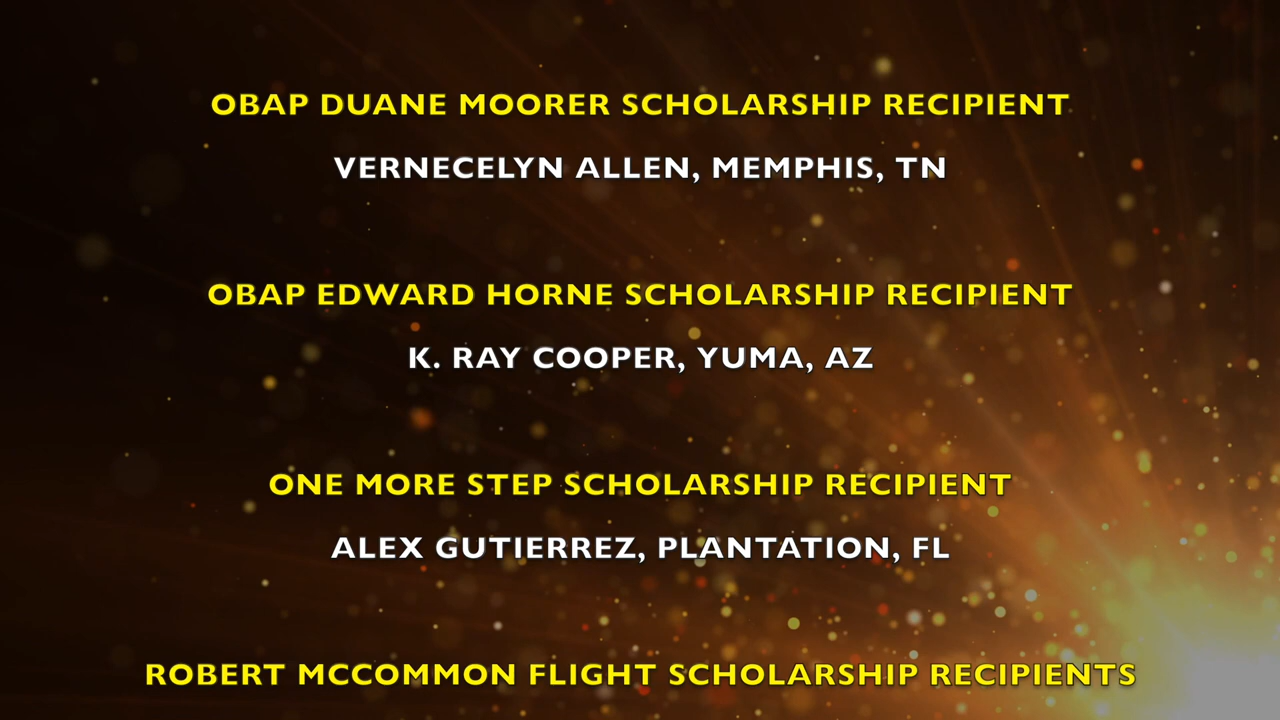 OBAP DUANE MOORER SCHOLARSHIP RECIPIENT
VERNECELYN ALLEN, MEMPHIS, TN
OBAP EDWARD HORNE SCHOLARSHIP RECIPIENT
K. RAY COOPER, YUMA, AZ
ONE MORE STEP SCHOLARSHIP RECIPIENT
ALEX GUTIERREZ, PLANTATION, FL
ROBERT MCCOMMON FLIGHT SCHOLARSHIP RECIPIENTS